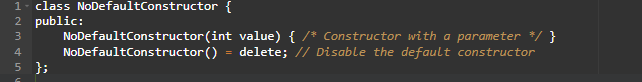 1 class NoDefaultConstructor {
2 public:
3     NoDefaultConstructor(int value) { /* Constructor with a parameter */ }
4     NoDefaultConstructor() = delete; // Disable the default constructor
5 };